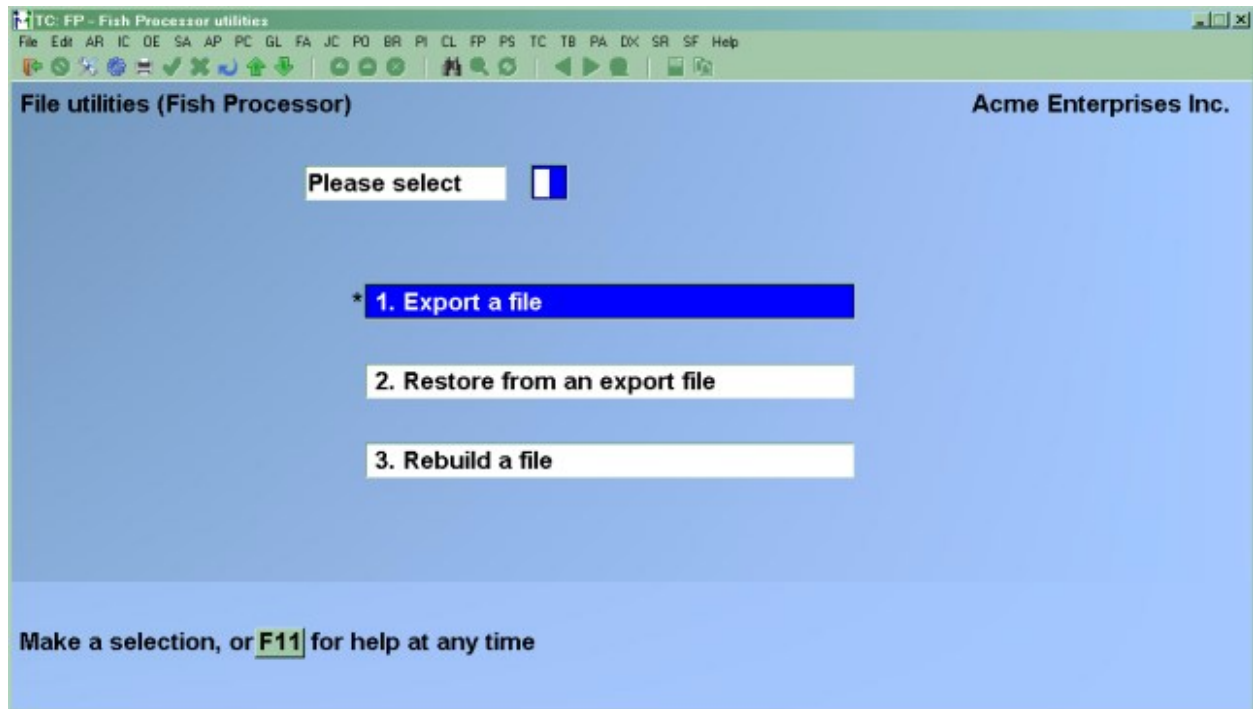 TC: FP - Fish Processor utilities
File Edit AR IC OE SA AP PC GL FA JC PO BR PI CL FP PS TC TB PA DX SR SF Help
File utilities (Fish Processor) Acme Enterprises Inc.
Please select
* 1. Export a file
2. Restore from an export file
3. Rebuild a file
Make a selection, or F11 for help at any time